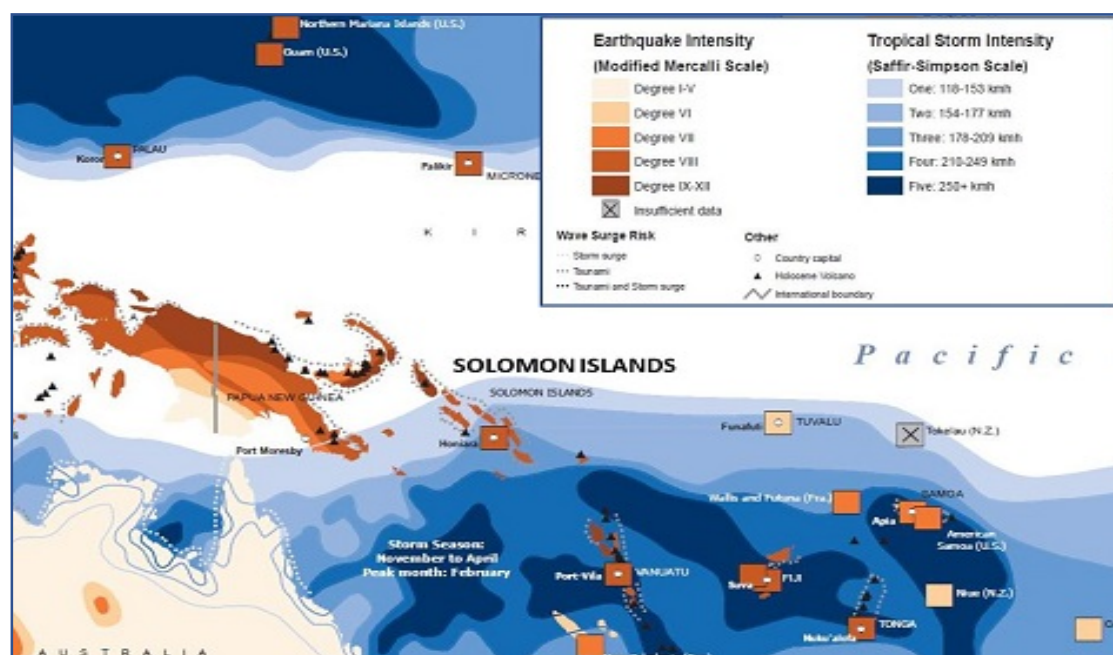 Northern Mariana Islands (U.S.)
Guam (U.S.)
Koror
PALAU
Palikir
MICRONE
K I R
Earthquake Intensity
(Modified Mercalli Scale)
Degree I-V
Degree VI
Degree VII
Degree VIII
Degree IX-XII
Insufficient data
Tropical Storm Intensity
(Saffir-Simpson Scale)
One: 118-153 kmh
Two: 154-177 kmh
Three: 178-209 kmh
Four: 210-249 kmh
Five: 250+ kmh
Wave Surge Risk
Storm surge
Tsunami
Tsunami and Storm surge
Other
Country capital
Holocene Volcano
International boundary
Pacific
SOLOMON ISLANDS
SOLOMON ISLANDS
PAPUA NEW GUINEA
Port Moresby
Honiara
Funafuti
TUVALU
Tokelau (N.Z.)
Wallis and Futuna (Fra.)
SAMOA
Apia
American
Samoa (U.S.)
Storm Season:
November to April
Peak month: February
Port-Vila
VANUATU
Suva
FIJI
Niue (N.Z.)
Nuku'alofa
TONGA
AUSTRALIA